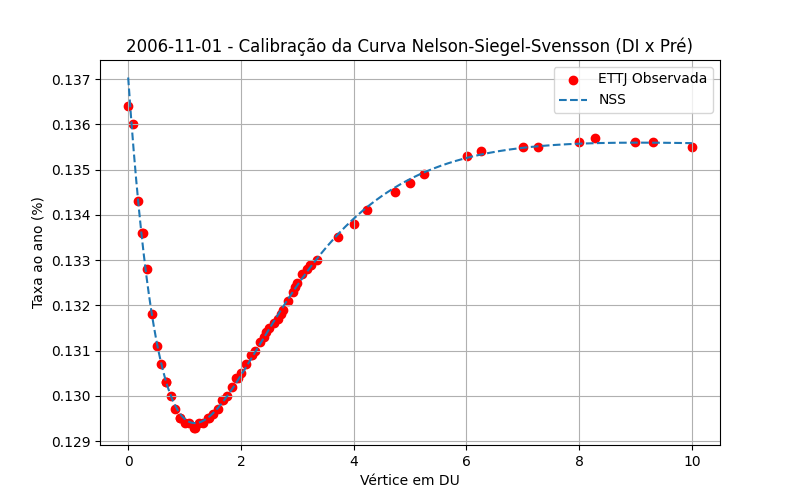 2006-11-01 - Calibração da Curva Nelson-Siegel-Svensson (DI x Pré)
ETTJ Observada
NSS
0.137
0.136
0.135
0.134
0.133
0.132
0.131
0.130
0.129
Taxa ao ano (%)
0 2 4 6 8 10
Vértice em DU